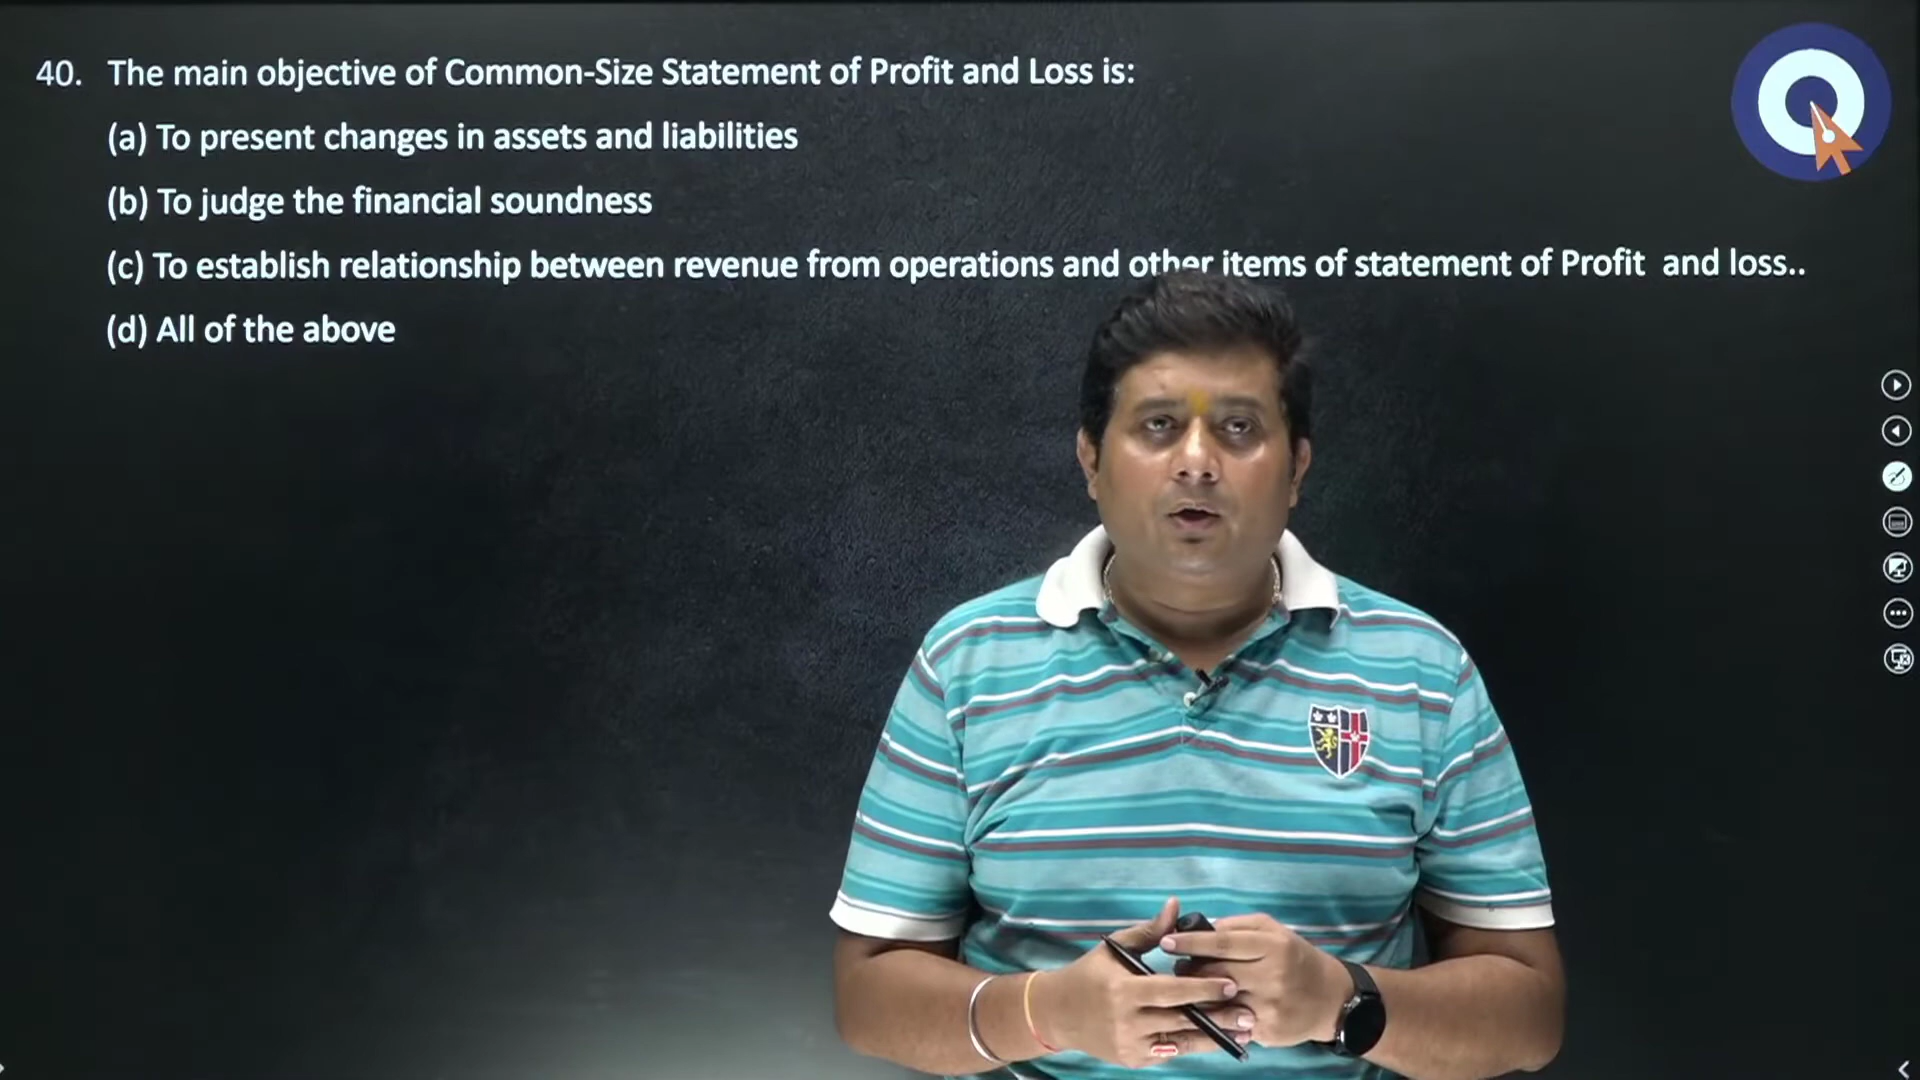 40. The main objective of Common-Size Statement of Profit and Loss is:
(a) To present changes in assets and liabilities
(b) To judge the financial soundness
(c) To establish relationship between revenue from operations and other items of statement of Profit and loss..
(d) All of the above